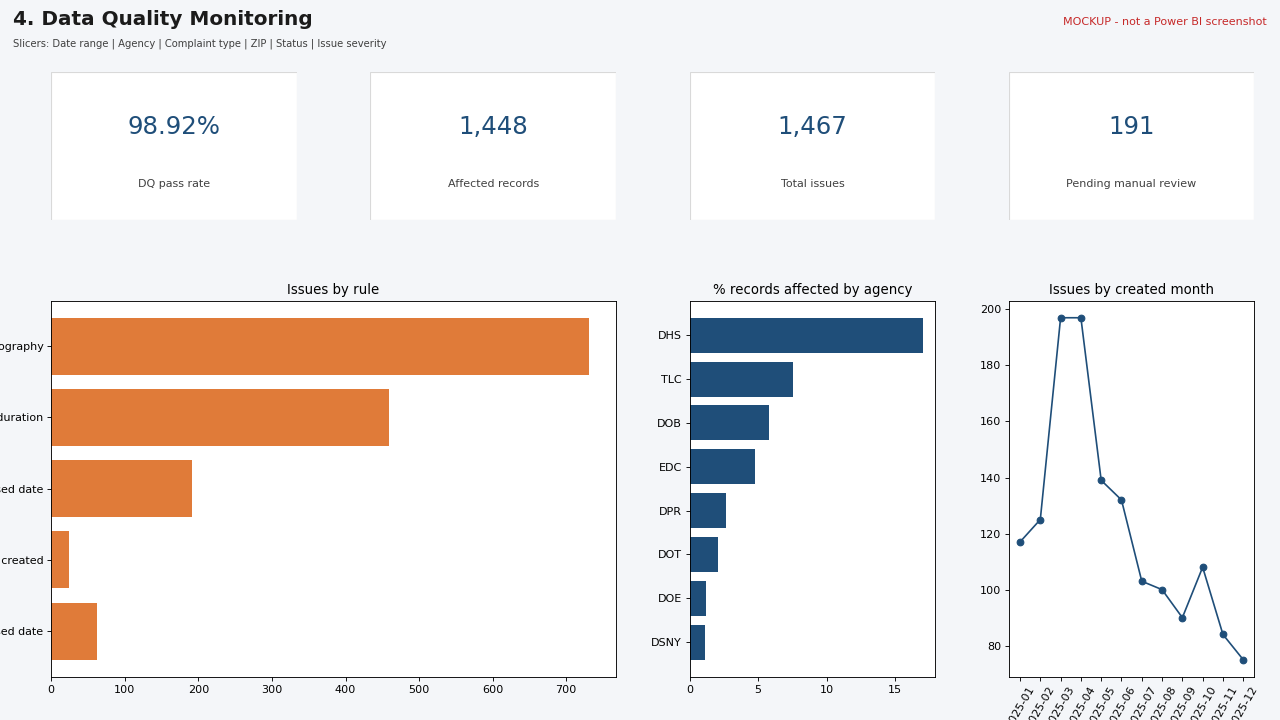 4. Data Quality Monitoring
MOCKUP - not a Power BI screenshot
Slicers: Date range | Agency | Complaint type | ZIP | Status | Issue severity
98.92%
DQ pass rate
1,448
Affected records
1,467
Total issues
191
Pending manual review
Issues by rule
ography
duration
ed date
created
ed date
0 100 200 300 400 500 600 700
% records affected by agency
DHS
TLC
DOB
EDC
DPR
DOT
DOE
DSNY
0 5 10 15
Issues by created month
200
180
160
140
120
100
80
025-01
025-02
025-03
025-04
025-05
025-06
025-07
025-08
025-09
025-10
025-11
025-12